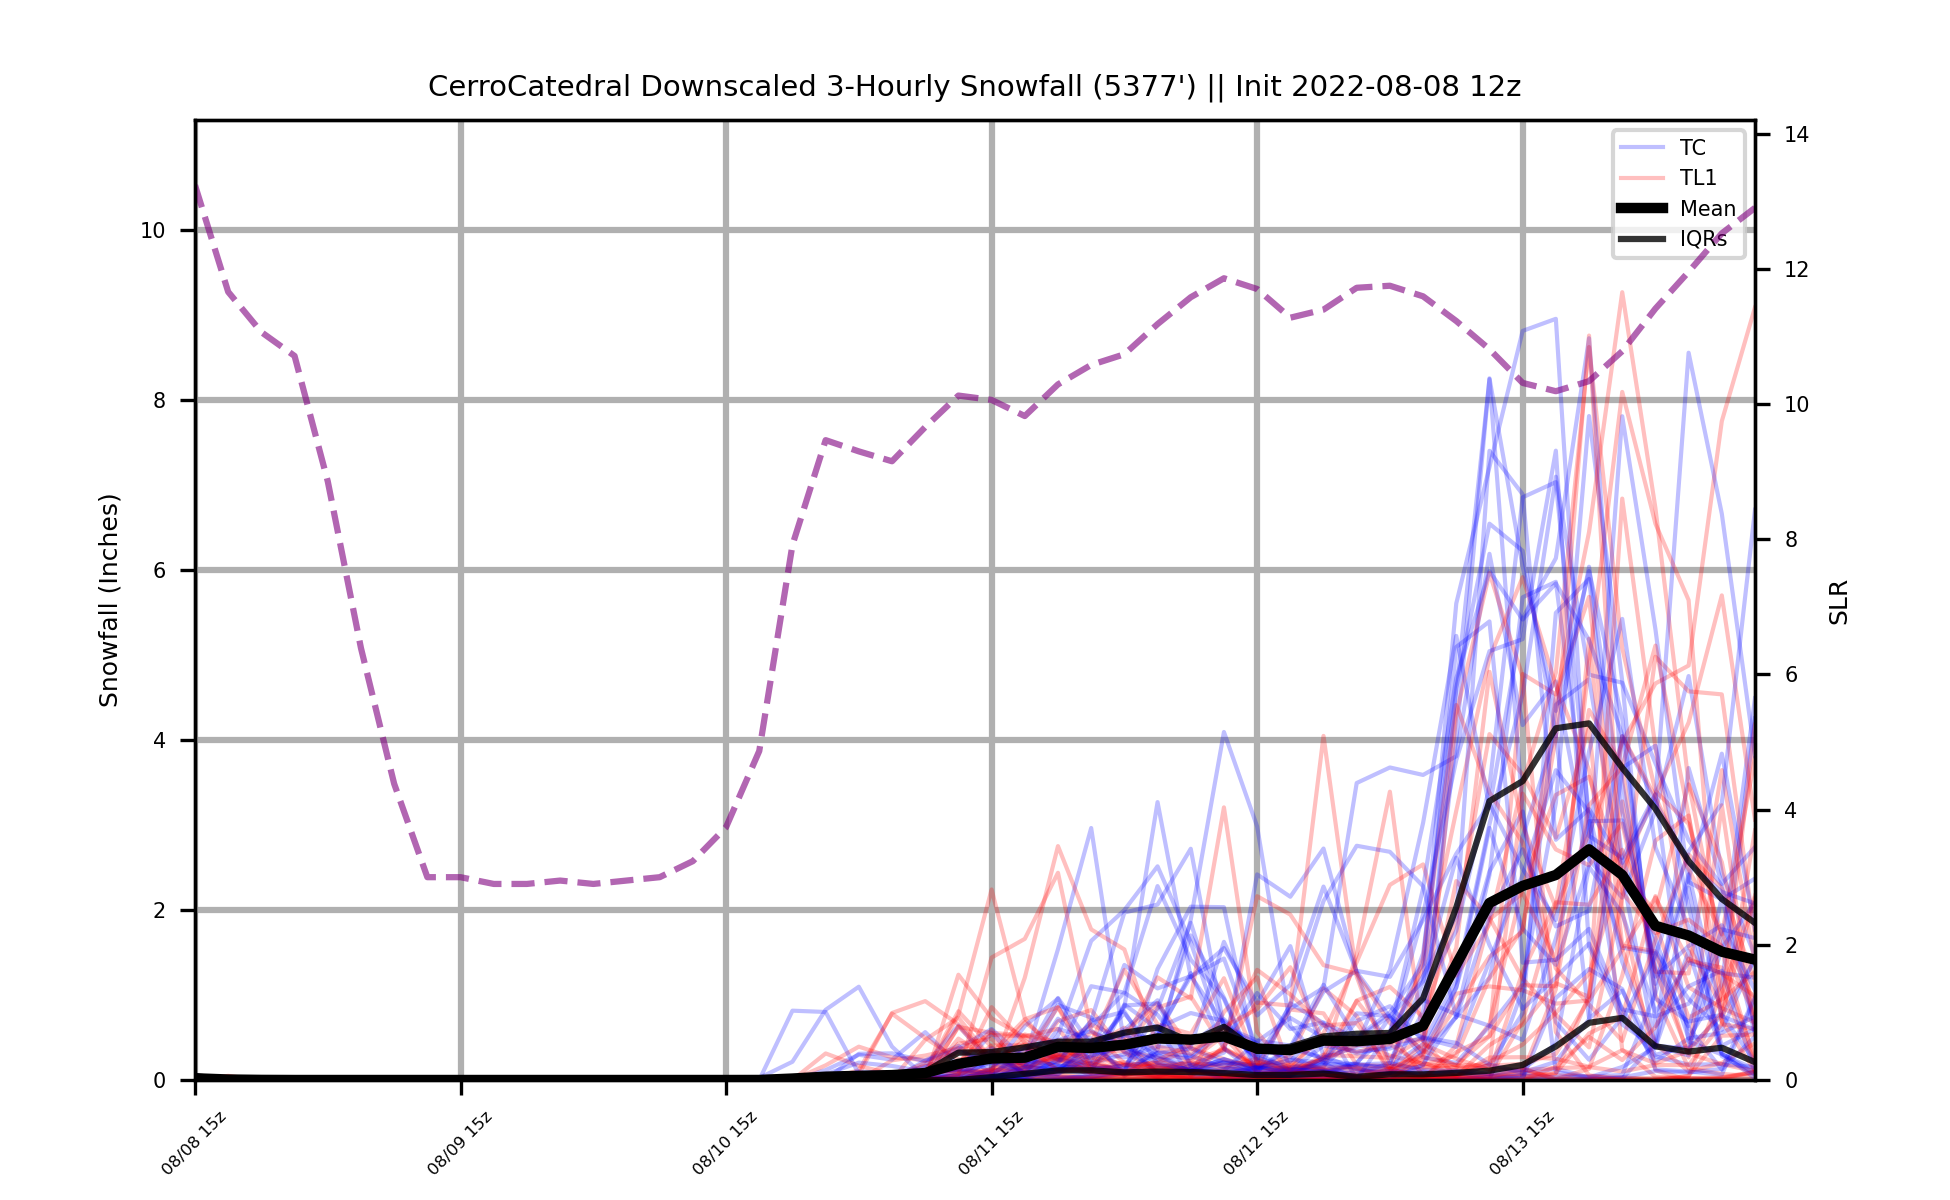 CerroCatedral Downscaled 3-Hourly Snowfall (5377') || Init 2022-08-08 12z
TC
TL1
Mean
IQRs
Snowfall (Inches)
10
8
6
4
2
0
SLR
14
12
10
8
6
4
2
0
08/08 15z
08/09 15z
08/10 15z
08/11 15z
08/12 15z
08/13 15z